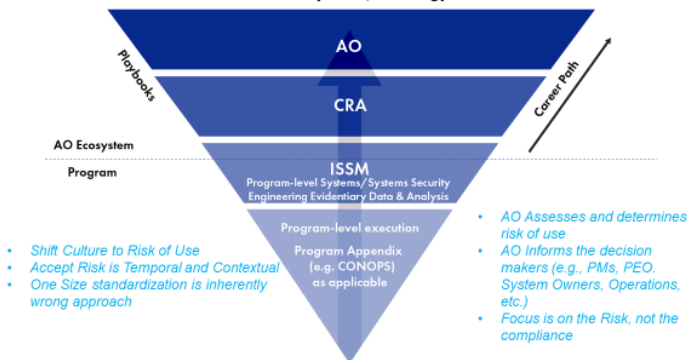 AO
Playbooks
CRA
Career Path
AO Ecosystem
Program
ISSM
Program-level Systems/Systems Security
Engineering Evidentiary Data & Analysis
Program-level execution
Program Appendix
(e.g. CONOPS)
as applicable
• Shift Culture to Risk of Use
• Accept Risk is Temporal and Contextual
• One Size standardization is inherently
wrong approach
• AO Assesses and determines
risk of use
• AO Informs the decision
makers (e.g., PMs, PEO.
System Owners, Operations,
etc.)
• Focus is on the Risk, not the
compliance